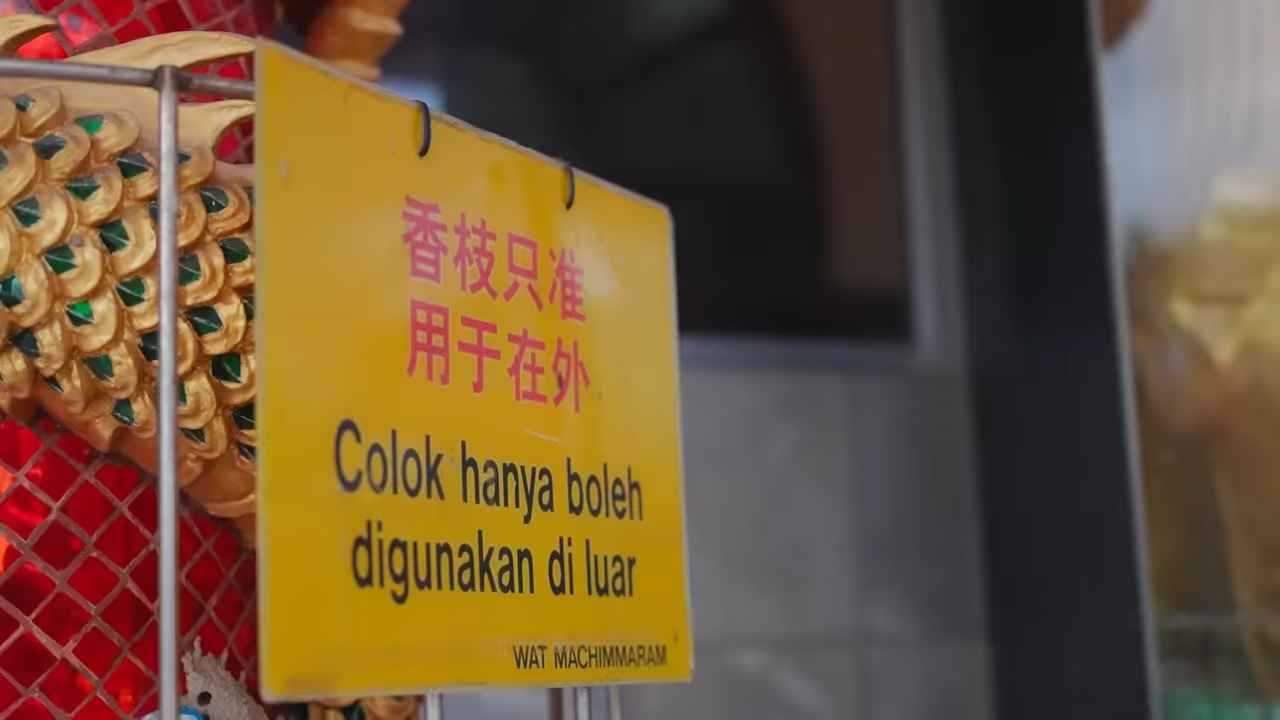 香枝只准
用于在外
Colok hanya boleh
digunakan di luar
WAT MACHIMMARAM